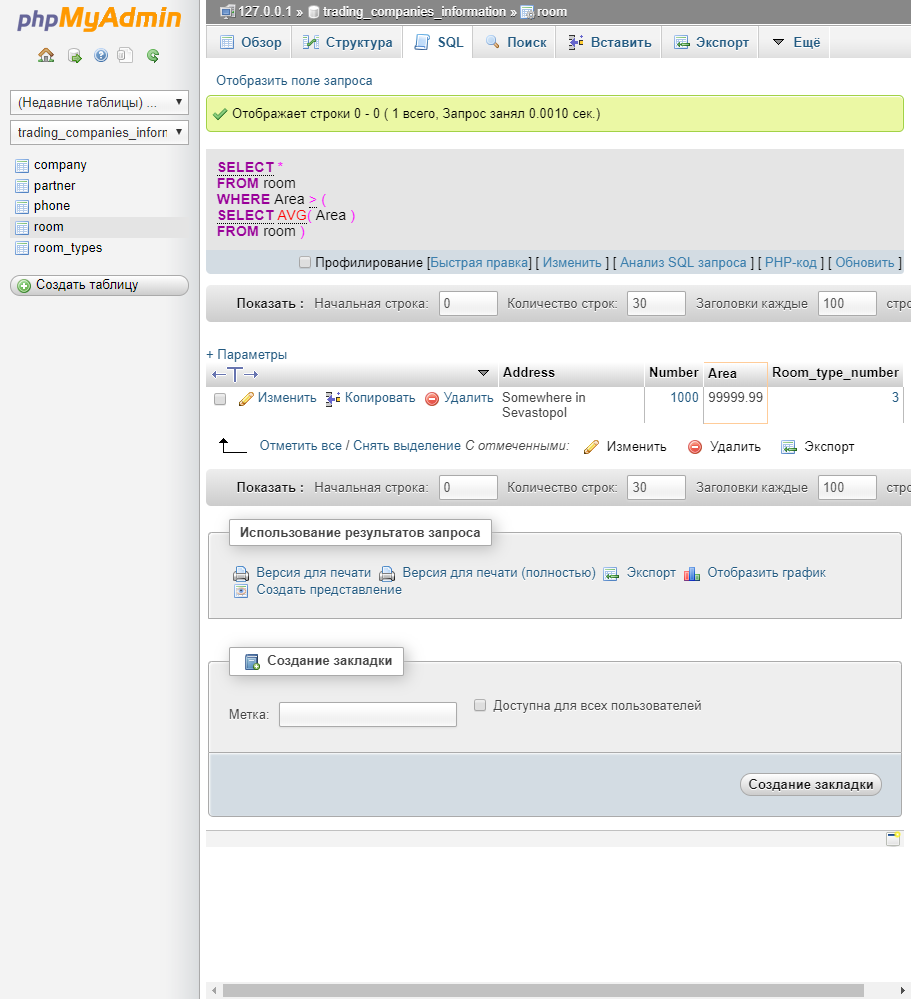 phpMyAdmin
(Недавние таблицы) ...
trading_companies_inforn
company
partner
phone
room
room_types
Создать таблицу
127.0.0.1 » trading_companies_information » room
Обзор Структура SQL Поиск Вставить Экспорт Ещё
Отобразить поле запроса
Отображает строки 0 - 0 ( 1 всего, Запрос занял 0.0010 сек.)
SELECT *
FROM room
WHERE Area > (
SELECT AVG( Area )
FROM room )
Профилирование [Быстрая правка] [ Изменить ] [ Анализ SQL запроса ] [ PHP-код ] [ Обновить ]
Показать : Начальная строка: 0 Количество строк: 30 Заголовки каждые 100 стро
+ Параметры
←T→ Address Number Area Room_type_number
Изменить Копировать Удалить Somewhere in 1000 99999.99 3
Sevastopol
Отметить все / Снять выделение С отмеченными: Изменить Удалить Экспорт
Показать : Начальная строка: 0 Количество строк: 30 Заголовки каждые 100 стро
Использование результатов запроса
Версия для печати Версия для печати (полностью) Экспорт Отобразить график
Создать представление
Создание закладки
Метка: Доступна для всех пользователей
Создание закладки